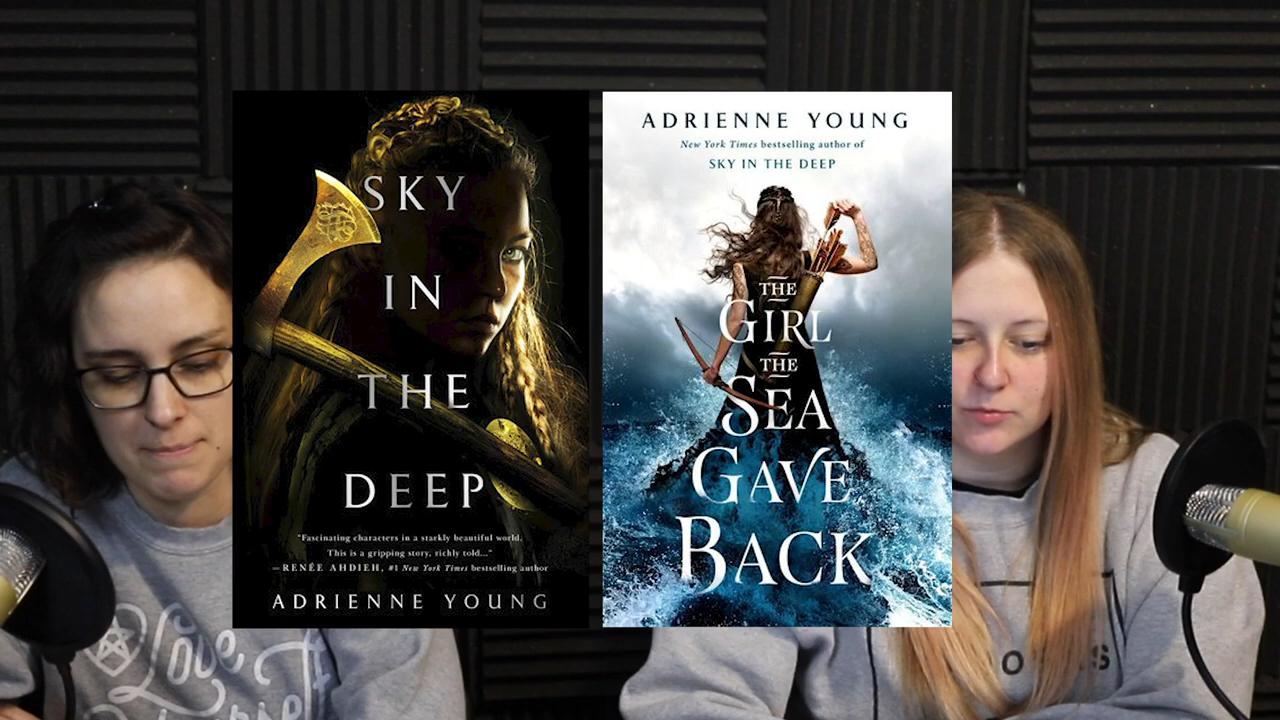 SKY
IN
THE
DEEP
"Fascinating characters in a starkly beautiful world.
This is a gripping story, richly told..."
—RENÉE AHDIEH, #1 New York Times bestselling author
ADRIENNE YOUNG
ADRIENNE YOUNG
New York Times bestselling author of
SKY IN THE DEEP
THE
GIRL
THE
SEA
GAVE
BACK
Love